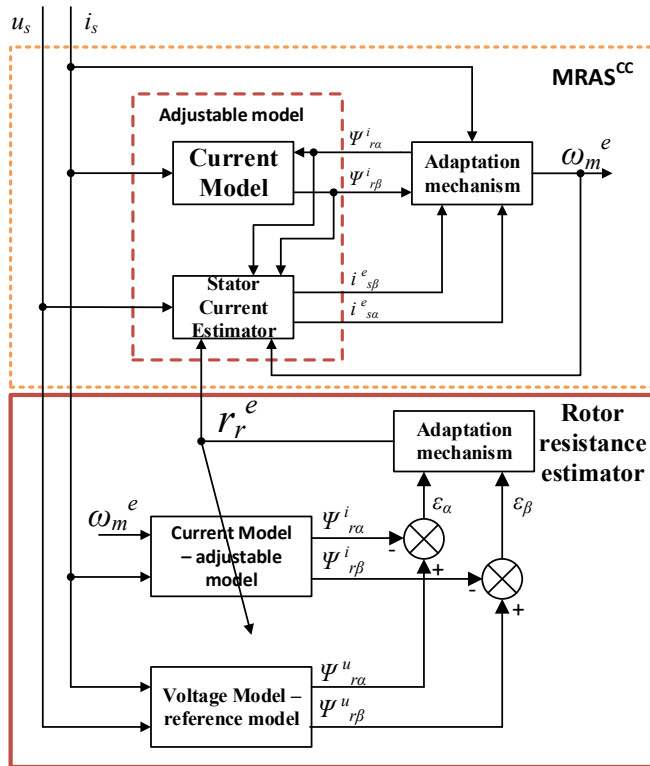 u_s i_s
MRAS^CC
Adjustable model
Ψ^i_rα
Current
Model
Ψ^i_rβ
Adaptation
mechanism
ω_m^e
Stator
Current
Estimator
i^e_sβ
i^e_sα
r_r^e
Adaptation
mechanism
Rotor
resistance
estimator
ε_α ε_β
ω_m^e
Current Model
– adjustable
model
Ψ^i_rα
Ψ^i_rβ
-
+
-
+
Voltage Model –
reference model
Ψ^u_rα
Ψ^u_rβ